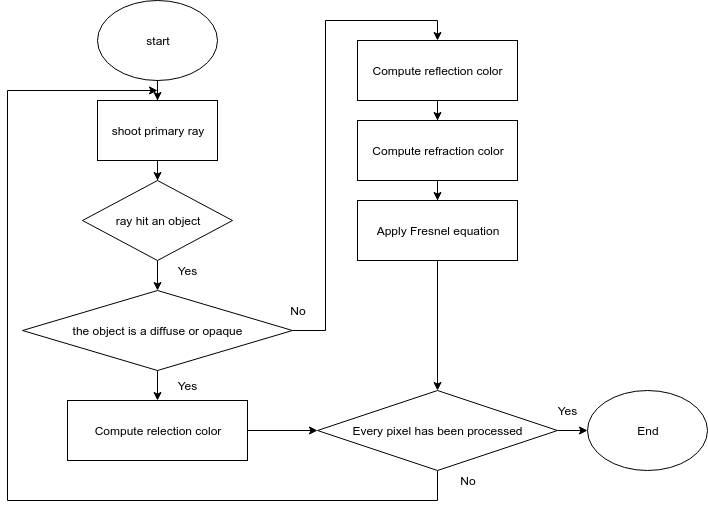 start
shoot primary ray
ray hit an object
Yes
the object is a diffuse or opaque
No
Yes
Compute relection color
Compute reflection color
Compute refraction color
Apply Fresnel equation
Every pixel has been processed
Yes
End
No